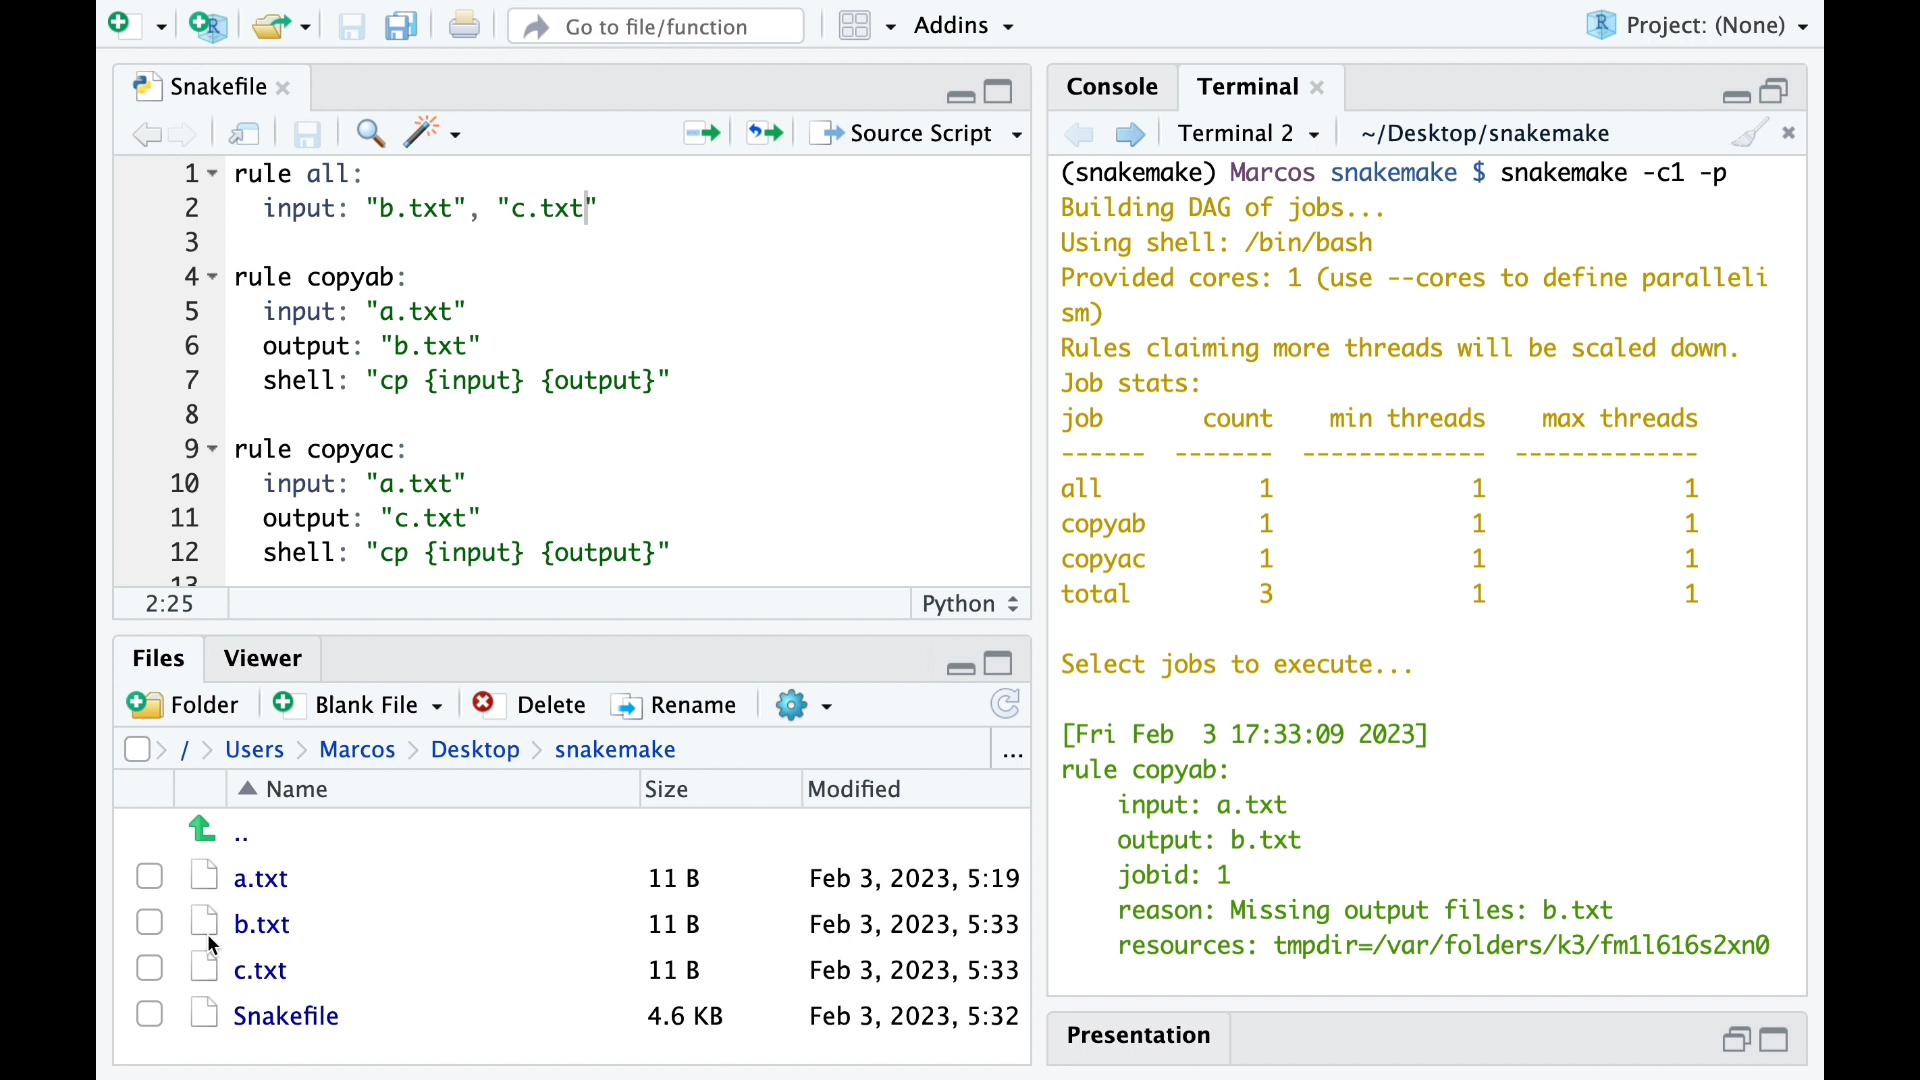 Go to file/function
Addins
Project: (None)
Snakefile
Source Script
1 rule all:
2 input: "b.txt", "c.txt"
3
4 rule copyab:
5 input: "a.txt"
6 output: "b.txt"
7 shell: "cp {input} {output}"
8
9 rule copyac:
10 input: "a.txt"
11 output: "c.txt"
12 shell: "cp {input} {output}"
13
2:25
Python
Files Viewer
Folder Blank File Delete Rename
/ Users Marcos Desktop snakemake ...
Name Size Modified
..
a.txt 11 B Feb 3, 2023, 5:19
b.txt 11 B Feb 3, 2023, 5:33
c.txt 11 B Feb 3, 2023, 5:33
Snakefile 4.6 KB Feb 3, 2023, 5:32
Console Terminal
Terminal 2 ~/Desktop/snakemake
(snakemake) Marcos snakemake $ snakemake -c1 -p
Building DAG of jobs...
Using shell: /bin/bash
Provided cores: 1 (use --cores to define paralleli
sm)
Rules claiming more threads will be scaled down.
Job stats:
job count min threads max threads
------ ------- ------------- -------------
all 1 1 1
copyab 1 1 1
copyac 1 1 1
total 3 1 1
Select jobs to execute...
[Fri Feb 3 17:33:09 2023]
rule copyab:
input: a.txt
output: b.txt
jobid: 1
reason: Missing output files: b.txt
resources: tmpdir=/var/folders/k3/fm1l616s2xn0
Presentation